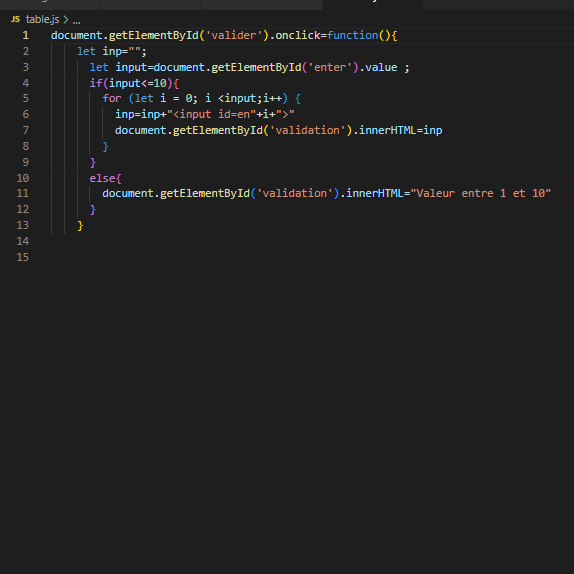 JS table.js > ...
1 document.getElementById('valider').onclick=function(){
2 let inp="";
3 let input=document.getElementById('enter').value ;
4 if(input<=10){
5 for (let i = 0; i <input;i++) {
6 inp=inp+"<input id=en"+i+">"
7 document.getElementById('validation').innerHTML=inp
8 }
9 }
10 else{
11 document.getElementById('validation').innerHTML="Valeur entre 1 et 10"
12 }
13 }
14
15